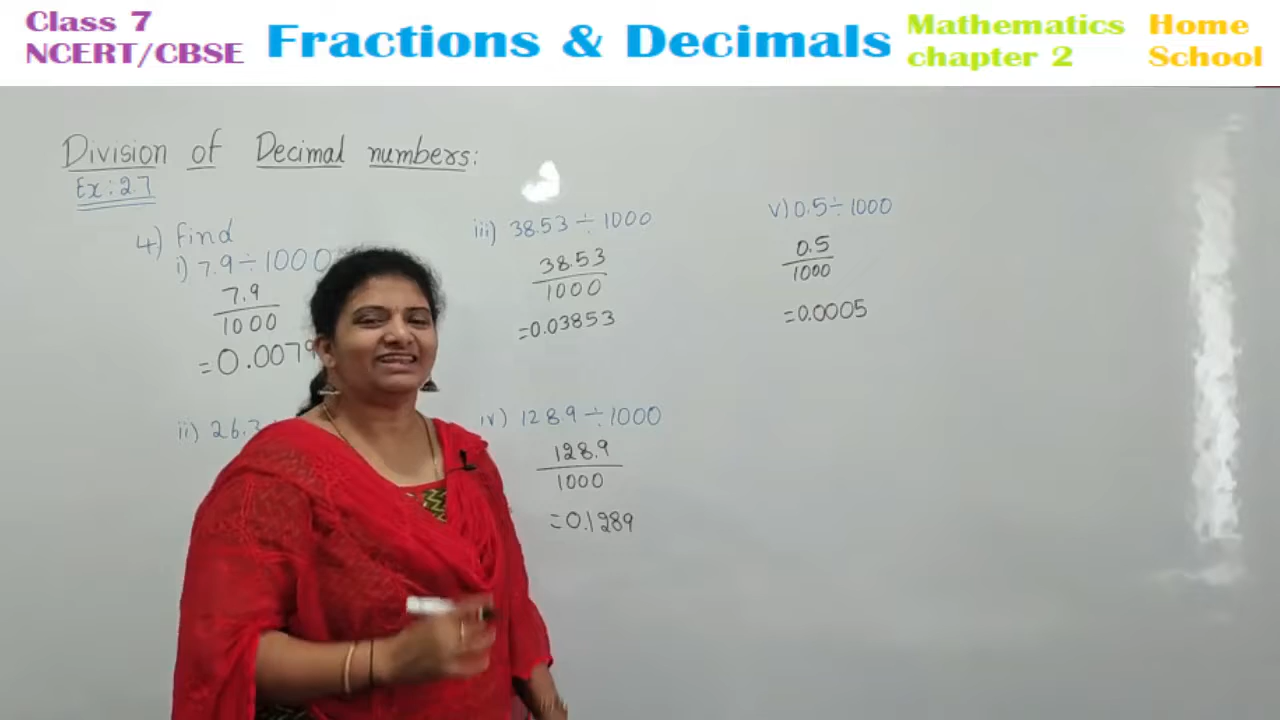 Class 7
NCERT/CBSE
Fractions & Decimals
Mathematics
chapter 2
Home
School
Division of Decimal numbers:
Ex: 2.7
4) Find
i) 7.9 ÷ 1000
7.9
1000
= 0.0079
ii) 26.3
iii) 38.53 ÷ 1000
38.53
1000
= 0.03853
iv) 128.9 ÷ 1000
128.9
1000
= 0.1289
v) 0.5 ÷ 1000
0.5
1000
= 0.0005